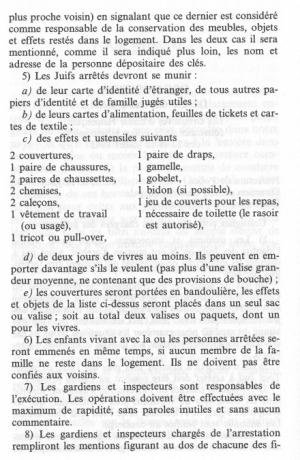 plus proche voisin) en signalant que ce dernier est considéré
comme responsable de la conservation des meubles, objets
et effets restés dans le logement. Dans les deux cas il sera
mentionné, comme il sera indiqué plus loin, les nom et
adresse de la personne dépositaire des clés.
5) Les Juifs arrêtés devront se munir :
a) de leur carte d'identité d'étranger, de tous autres pa-
piers d'identité et de famille jugés utiles ;
b) de leurs cartes d'alimentation, feuilles de tickets et car-
tes de textile ;
c) des effets et ustensiles suivants
2 couvertures,
1 paire de chaussures,
2 paires de chaussettes,
2 chemises,
2 caleçons,
1 vêtement de travail
(ou usagé),
1 tricot ou pull-over,
1 paire de draps,
1 gamelle,
1 gobelet,
1 bidon (si possible),
1 jeu de couverts pour les repas,
1 nécessaire de toilette (le rasoir
est autorisé),
d) de deux jours de vivres au moins. Ils peuvent en em-
porter davantage s'ils le veulent (pas plus d'une valise gran-
deur moyenne, ne contenant que des provisions de bouche) ;
e) les couvertures seront portées en bandoulière, les effets
et objets de la liste ci-dessus seront placés dans un seul sac
ou valise ; soit au total deux valises ou paquets, dont un
pour les vivres.
6) Les enfants vivant avec la ou les personnes arrêtées se-
ront emmenés en même temps, si aucun membre de la fa-
mille ne reste dans le logement. Ils ne doivent pas être
confiés aux voisins.
7) Les gardiens et inspecteurs sont responsables de
l'exécution. Les opérations doivent être effectuées avec le
maximum de rapidité, sans paroles inutiles et sans aucun
commentaire.
8) Les gardiens et inspecteurs chargés de l'arrestation
rempliront les mentions figurant au dos de chacune des fi-